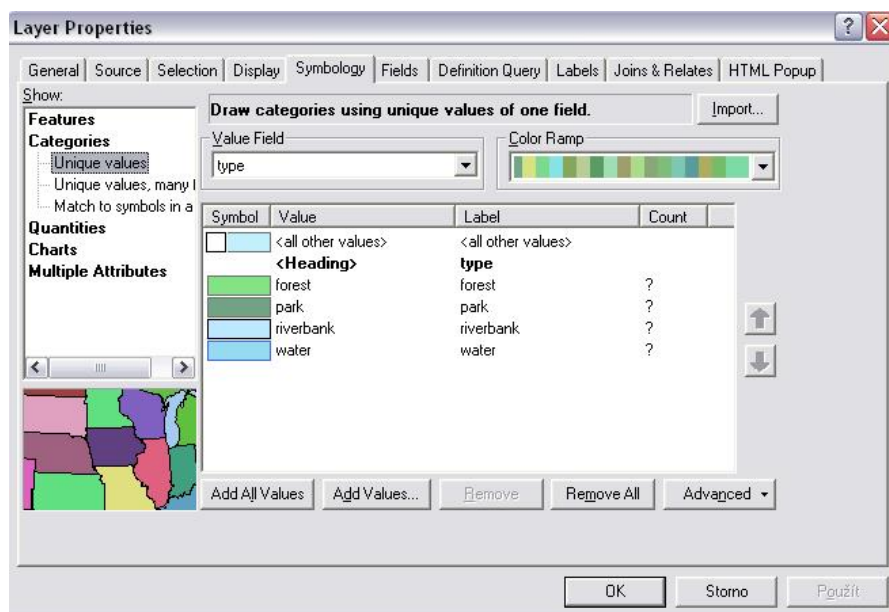 Layer Properties
General Source Selection Display Symbology Fields Definition Query Labels Joins & Relates HTML Popup
Show:
Features
Categories
Unique values
Unique values, many
Match to symbols in a
Quantities
Charts
Multiple Attributes
Draw categories using unique values of one field.
Import...
Value Field
type
Color Ramp
Symbol Value Label Count
<all other values> <all other values>
<Heading> type
forest forest ?
park park ?
riverbank riverbank ?
water water ?
Add All Values Add Values... Remove Remove All Advanced
OK Storno Použít